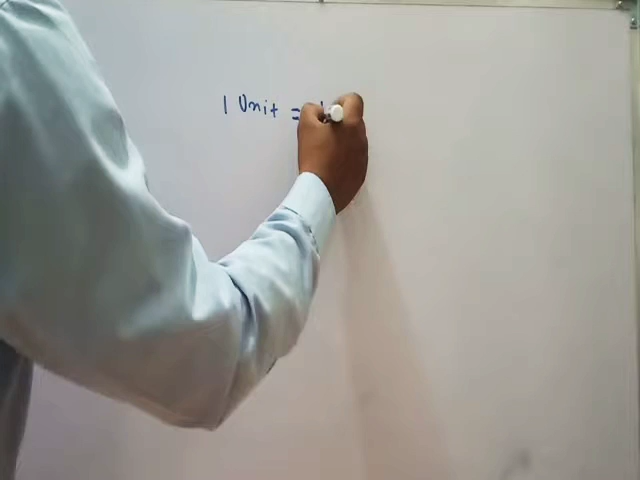 1 Unit =